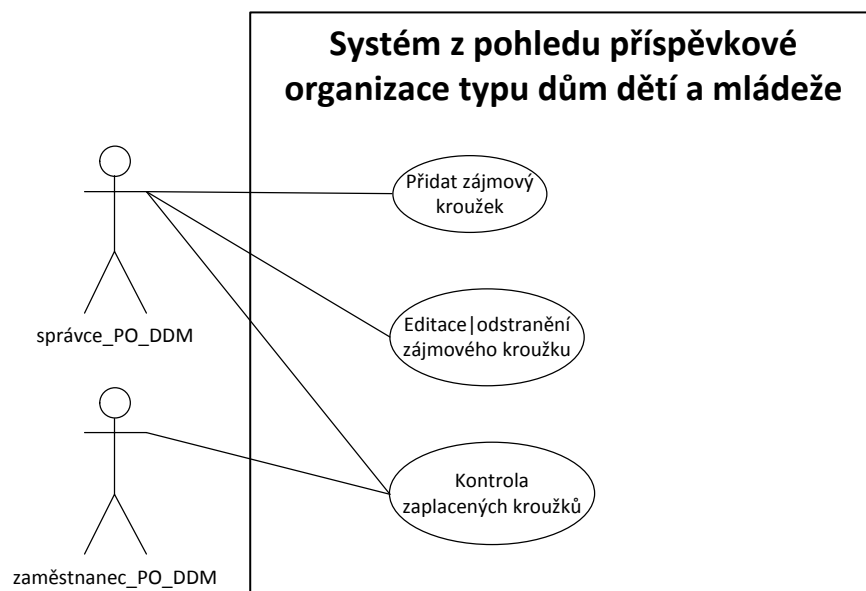 Systém z pohledu příspěvkové
organizace typu dům dětí a mládeže
Přidat zájmový
kroužek
správce_PO_DDM
Editace|odstranění
zájmového kroužku
Kontrola
zaplacených kroužků
zaměstnanec_PO_DDM